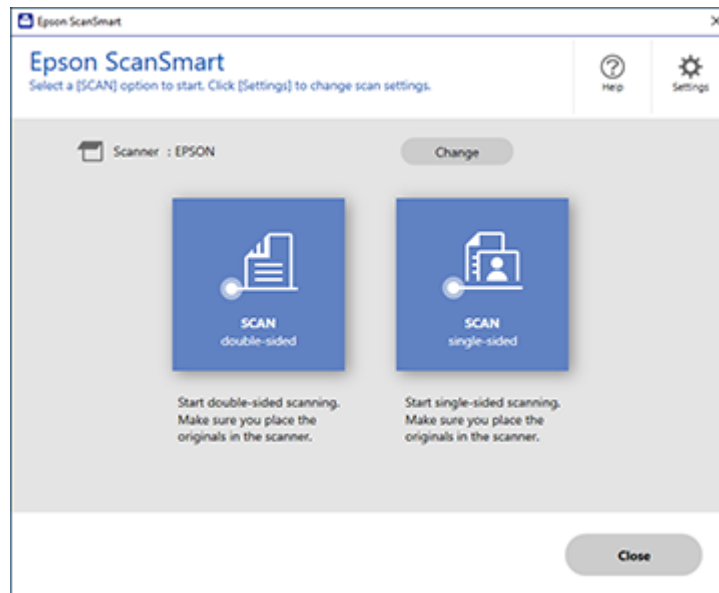 Epson ScanSmart
Epson ScanSmart
Select a [SCAN] option to start. Click [Settings] to change scan settings.
Help
Settings
Scanner : EPSON
Change
SCAN
double-sided
SCAN
single-sided
Start double-sided scanning.
Make sure you place the
originals in the scanner.
Start single-sided scanning.
Make sure you place the
originals in the scanner.
Close